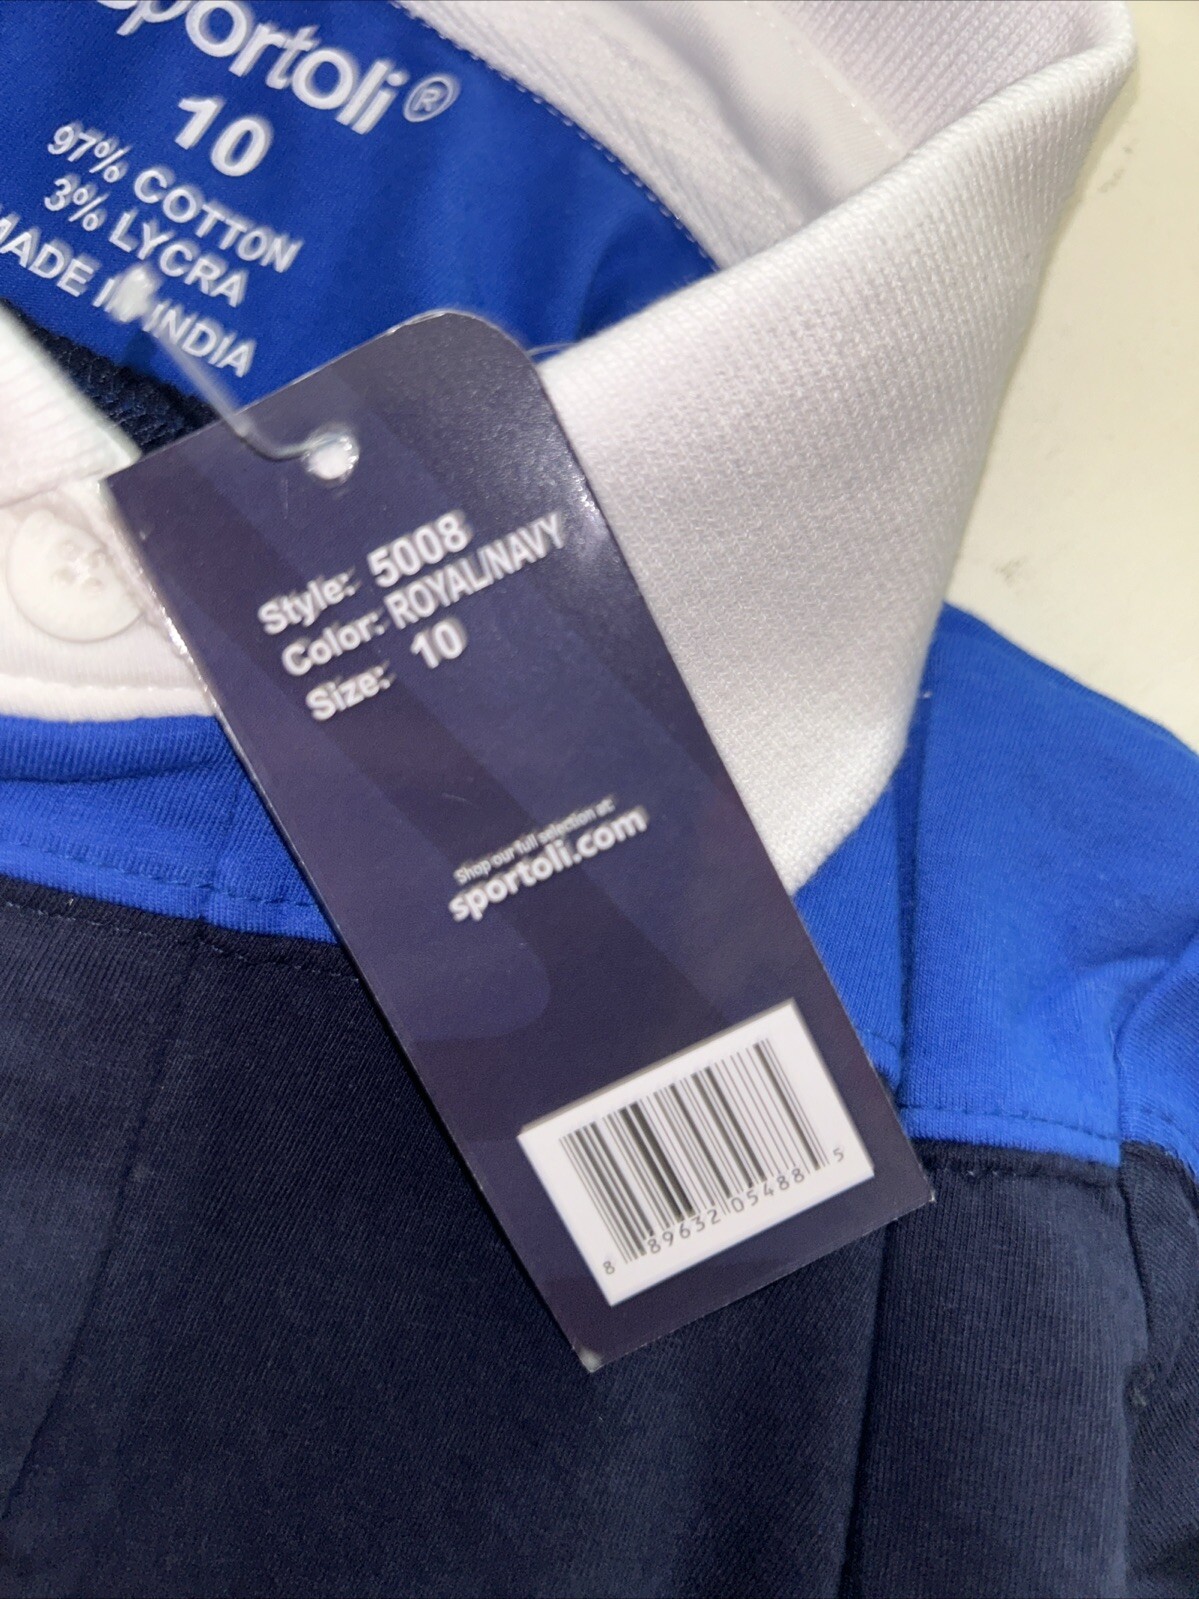 sportoli®
10
97% COTTON
3% LYCRA
MADE IN INDIA
Style: 5008
Color: ROYAL/NAVY
Size: 10
Shop our full selection at:
sportoli.com
8 89632 05488 5